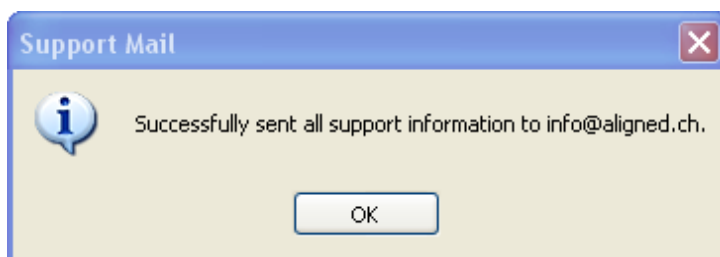 Support Mail
Successfully sent all support information to info@aligned.ch.
OK